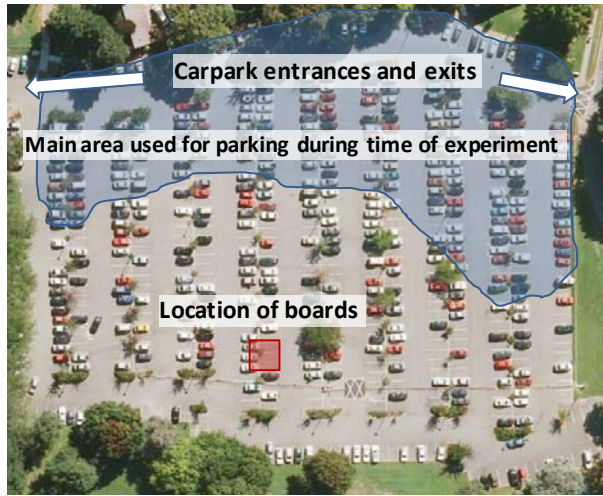 Carpark entrances and exits
Main area used for parking during time of experiment
Location of boards